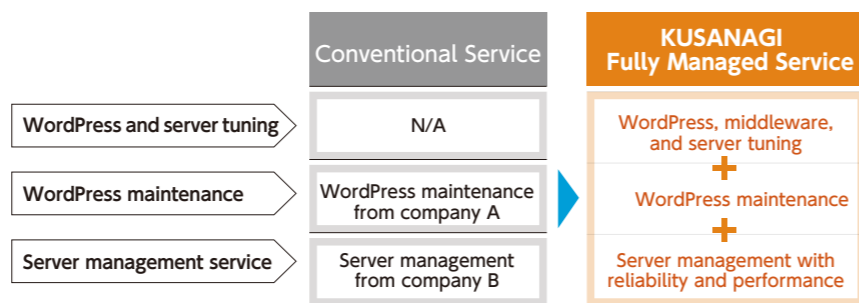 Conventional Service
KUSANAGI
Fully Managed Service
WordPress and server tuning
N/A
WordPress, middleware,
and server tuning
+
WordPress maintenance
WordPress maintenance
from company A
WordPress maintenance
+
Server management service
Server management
from company B
Server management with
reliability and performance